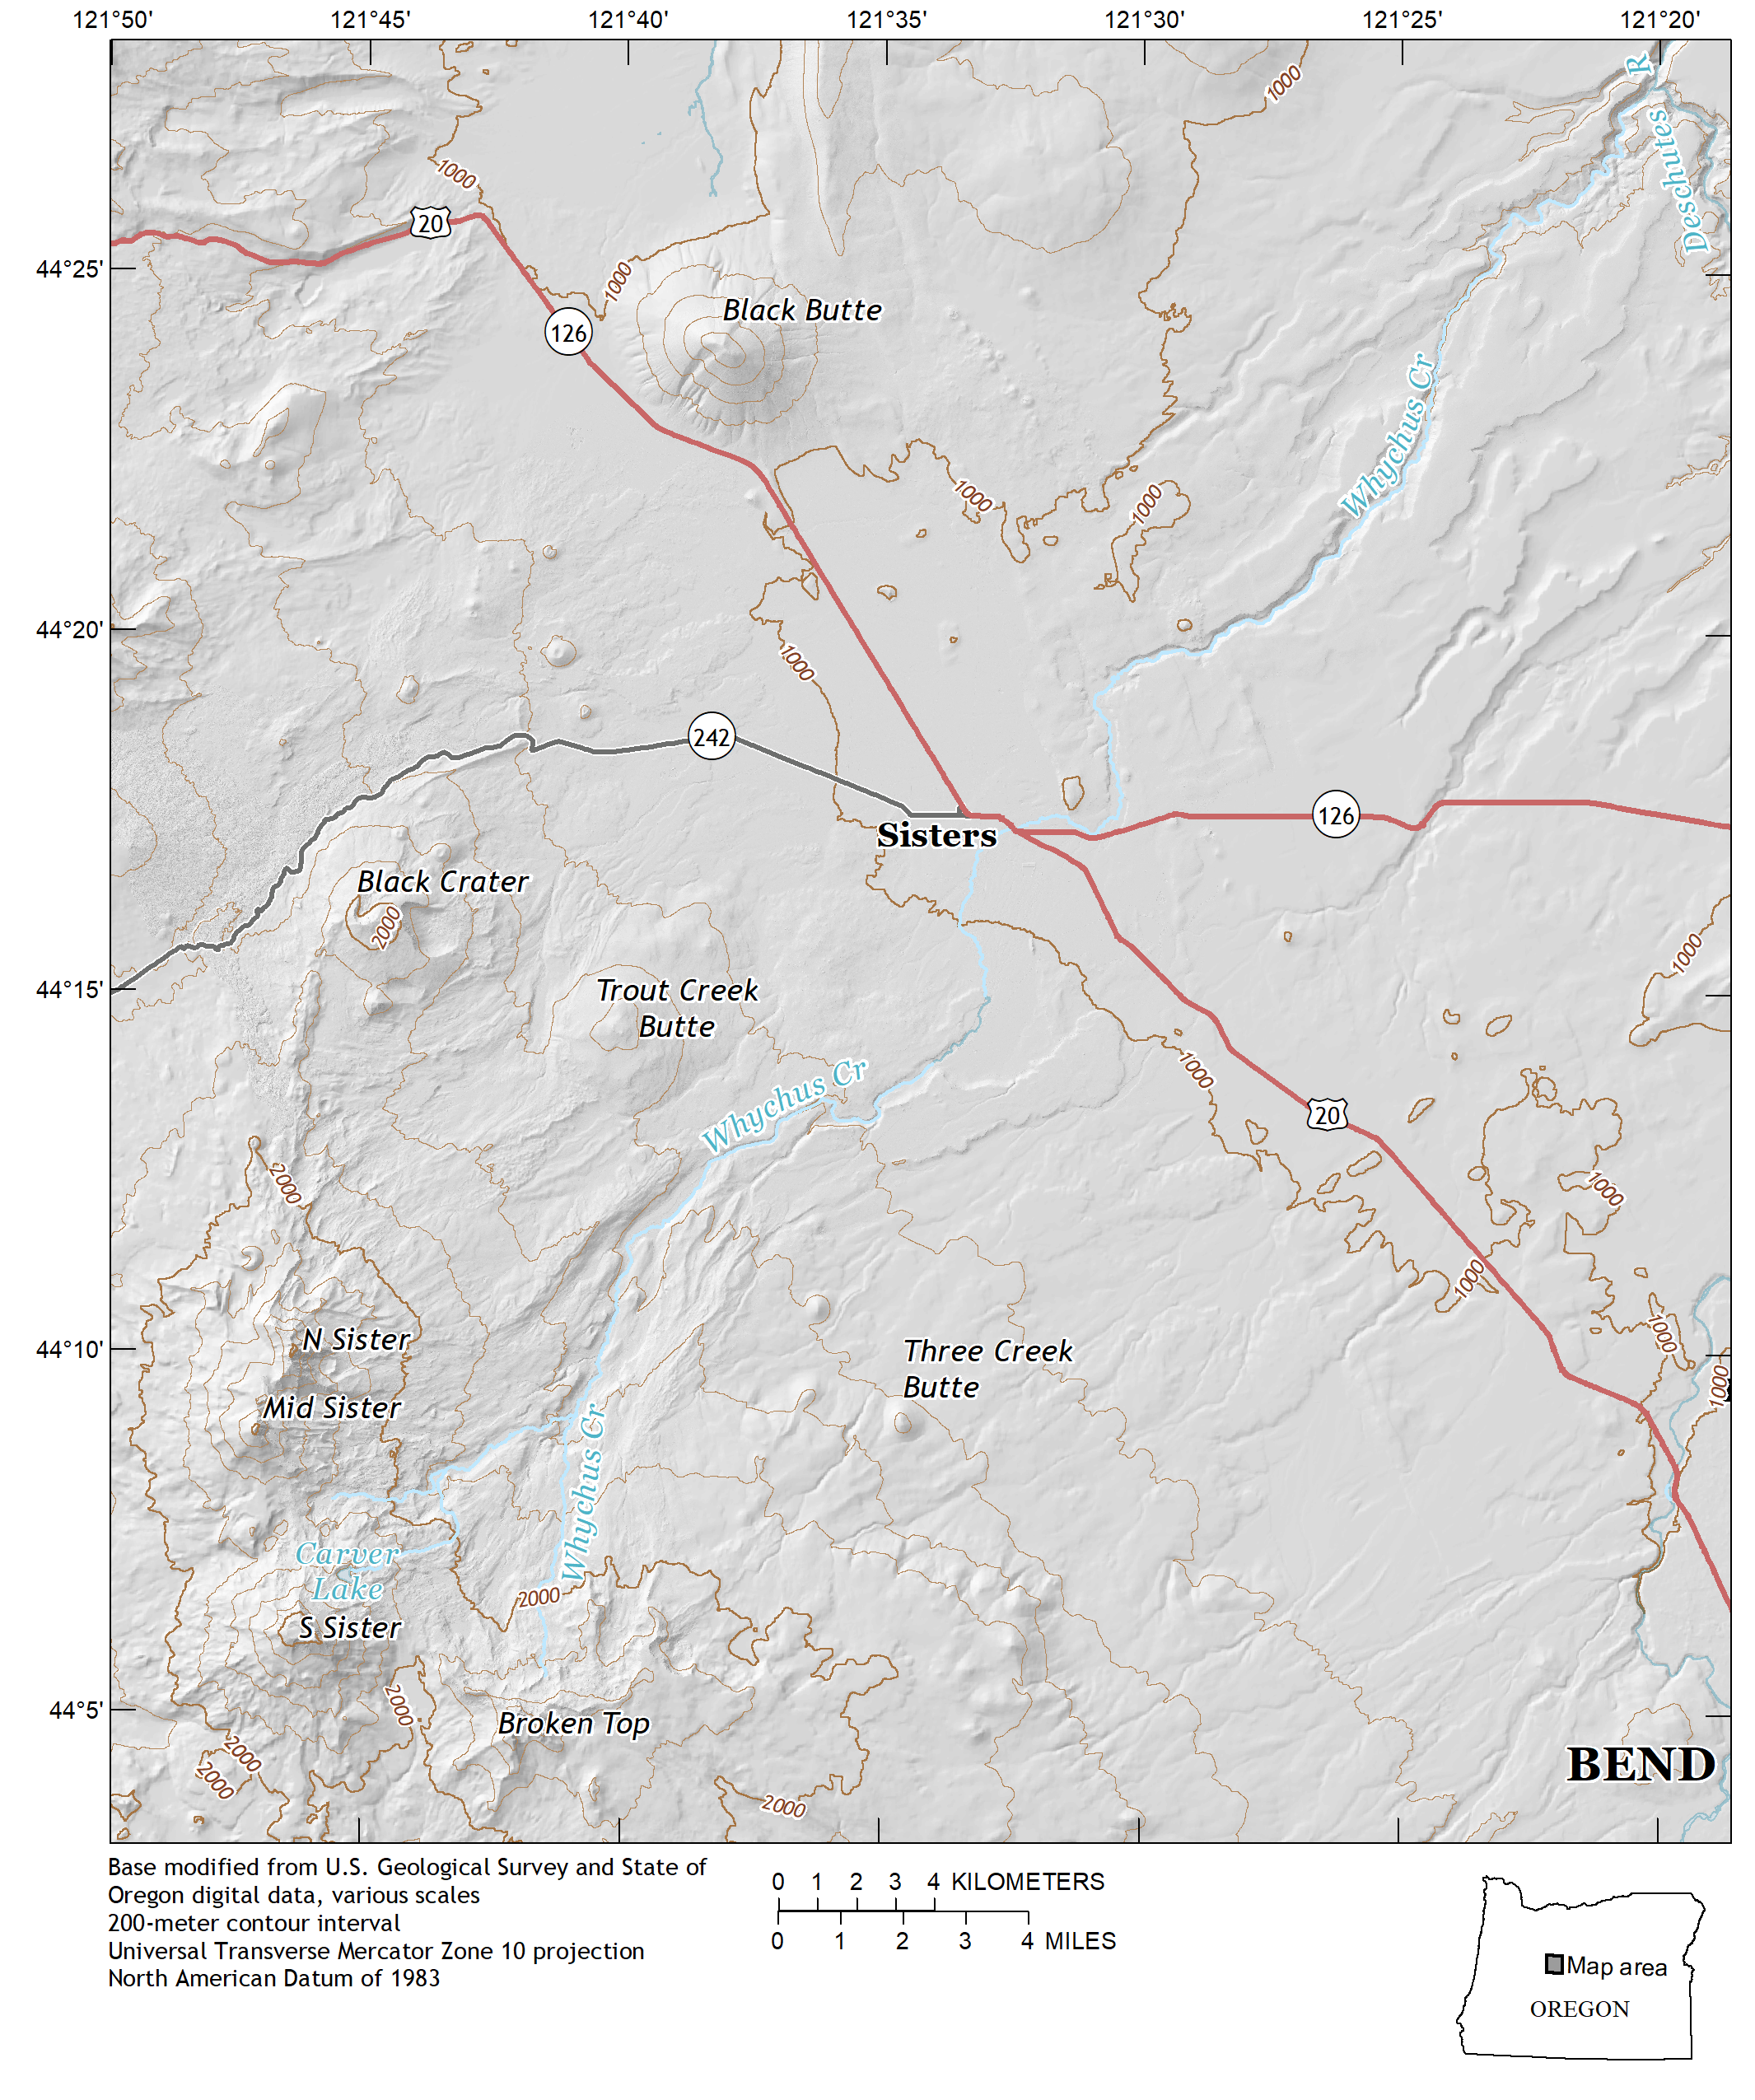 121°50' 121°45' 121°40' 121°35' 121°30' 121°25' 121°20'
R
1000
Deschutes
1000
20
44°25'
1000
Black Butte
126
Whychus Cr
1000
1000
44°20'
1000
242
126
Sisters
Black Crater
2000
1000
44°15'
Trout Creek
Butte
1000
Whychus Cr
20
2000
1000
1000
1000
N Sister
44°10'
Three Creek
Butte
1000
Mid Sister
Whychus Cr
Carver
Lake
2000
S Sister
2000
44°5'
Broken Top
2000
BEND
2000
2000
Base modified from U.S. Geological Survey and State of
Oregon digital data, various scales
200-meter contour interval
Universal Transverse Mercator Zone 10 projection
North American Datum of 1983
0 1 2 3 4 KILOMETERS
0 1 2 3 4 MILES
Map area
OREGON